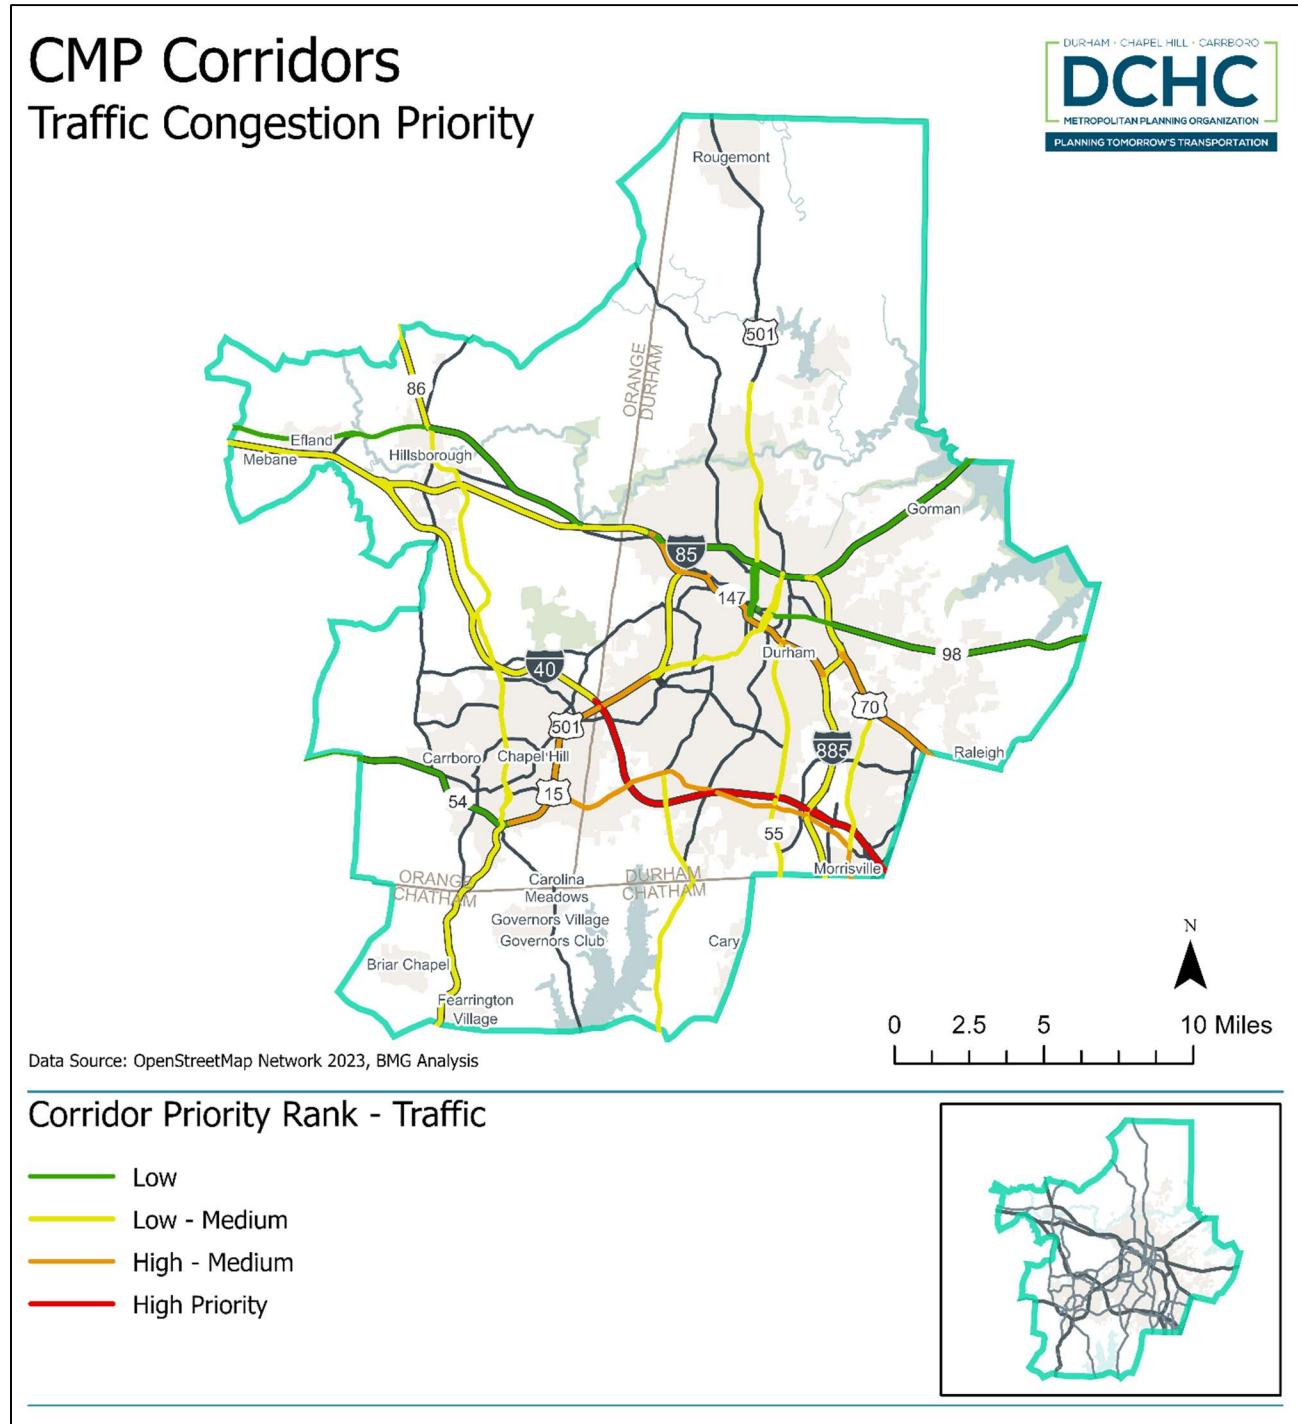 CMP Corridors
Traffic Congestion Priority
DURHAM · CHAPEL HILL · CARRBORO
DCHC
METROPOLITAN PLANNING ORGANIZATION
PLANNING TOMORROW'S TRANSPORTATION
Rougemont
501
ORANGE
DURHAM
86
Efland
Mebane
Hillsborough
Gorman
85
147
Durham
98
40
70
501
885
Raleigh
Carrboro
Chapel Hill
15
54
55
Morrisville
ORANGE
CHATHAM
DURHAM
CHATHAM
Carolina
Meadows
Governors Village
Governors Club
Cary
Briar Chapel
Fearrington
Village
N
0 2.5 5 10 Miles
Data Source: OpenStreetMap Network 2023, BMG Analysis
Corridor Priority Rank - Traffic
Low
Low - Medium
High - Medium
High Priority